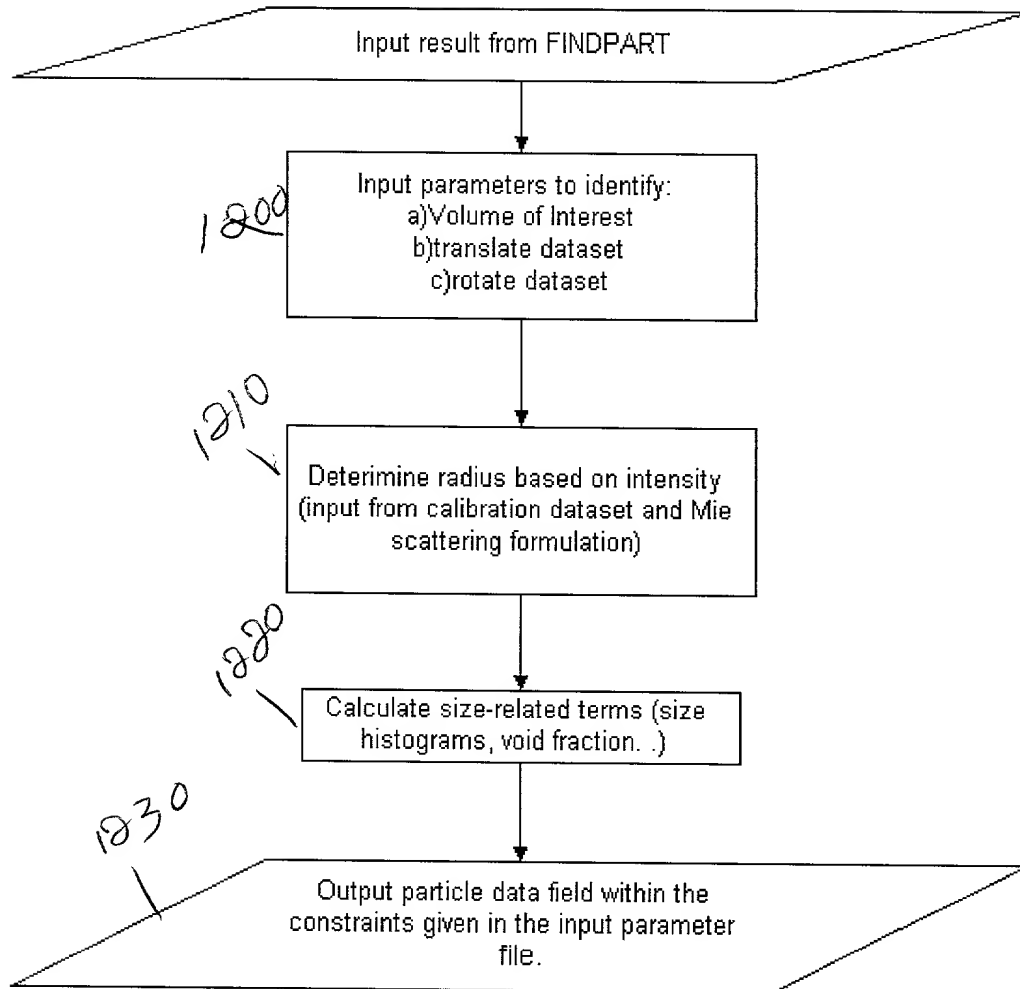 Input result from FINDPART
1200
Input parameters to identify:
a)Volume of Interest
b)translate dataset
c)rotate dataset
1210
Deterimine radius based on intensity
(input from calibration dataset and Mie
scattering formulation)
1220
Calculate size-related terms (size
histograms, void fraction. .)
1230
Output particle data field within the
constraints given in the input parameter
file.